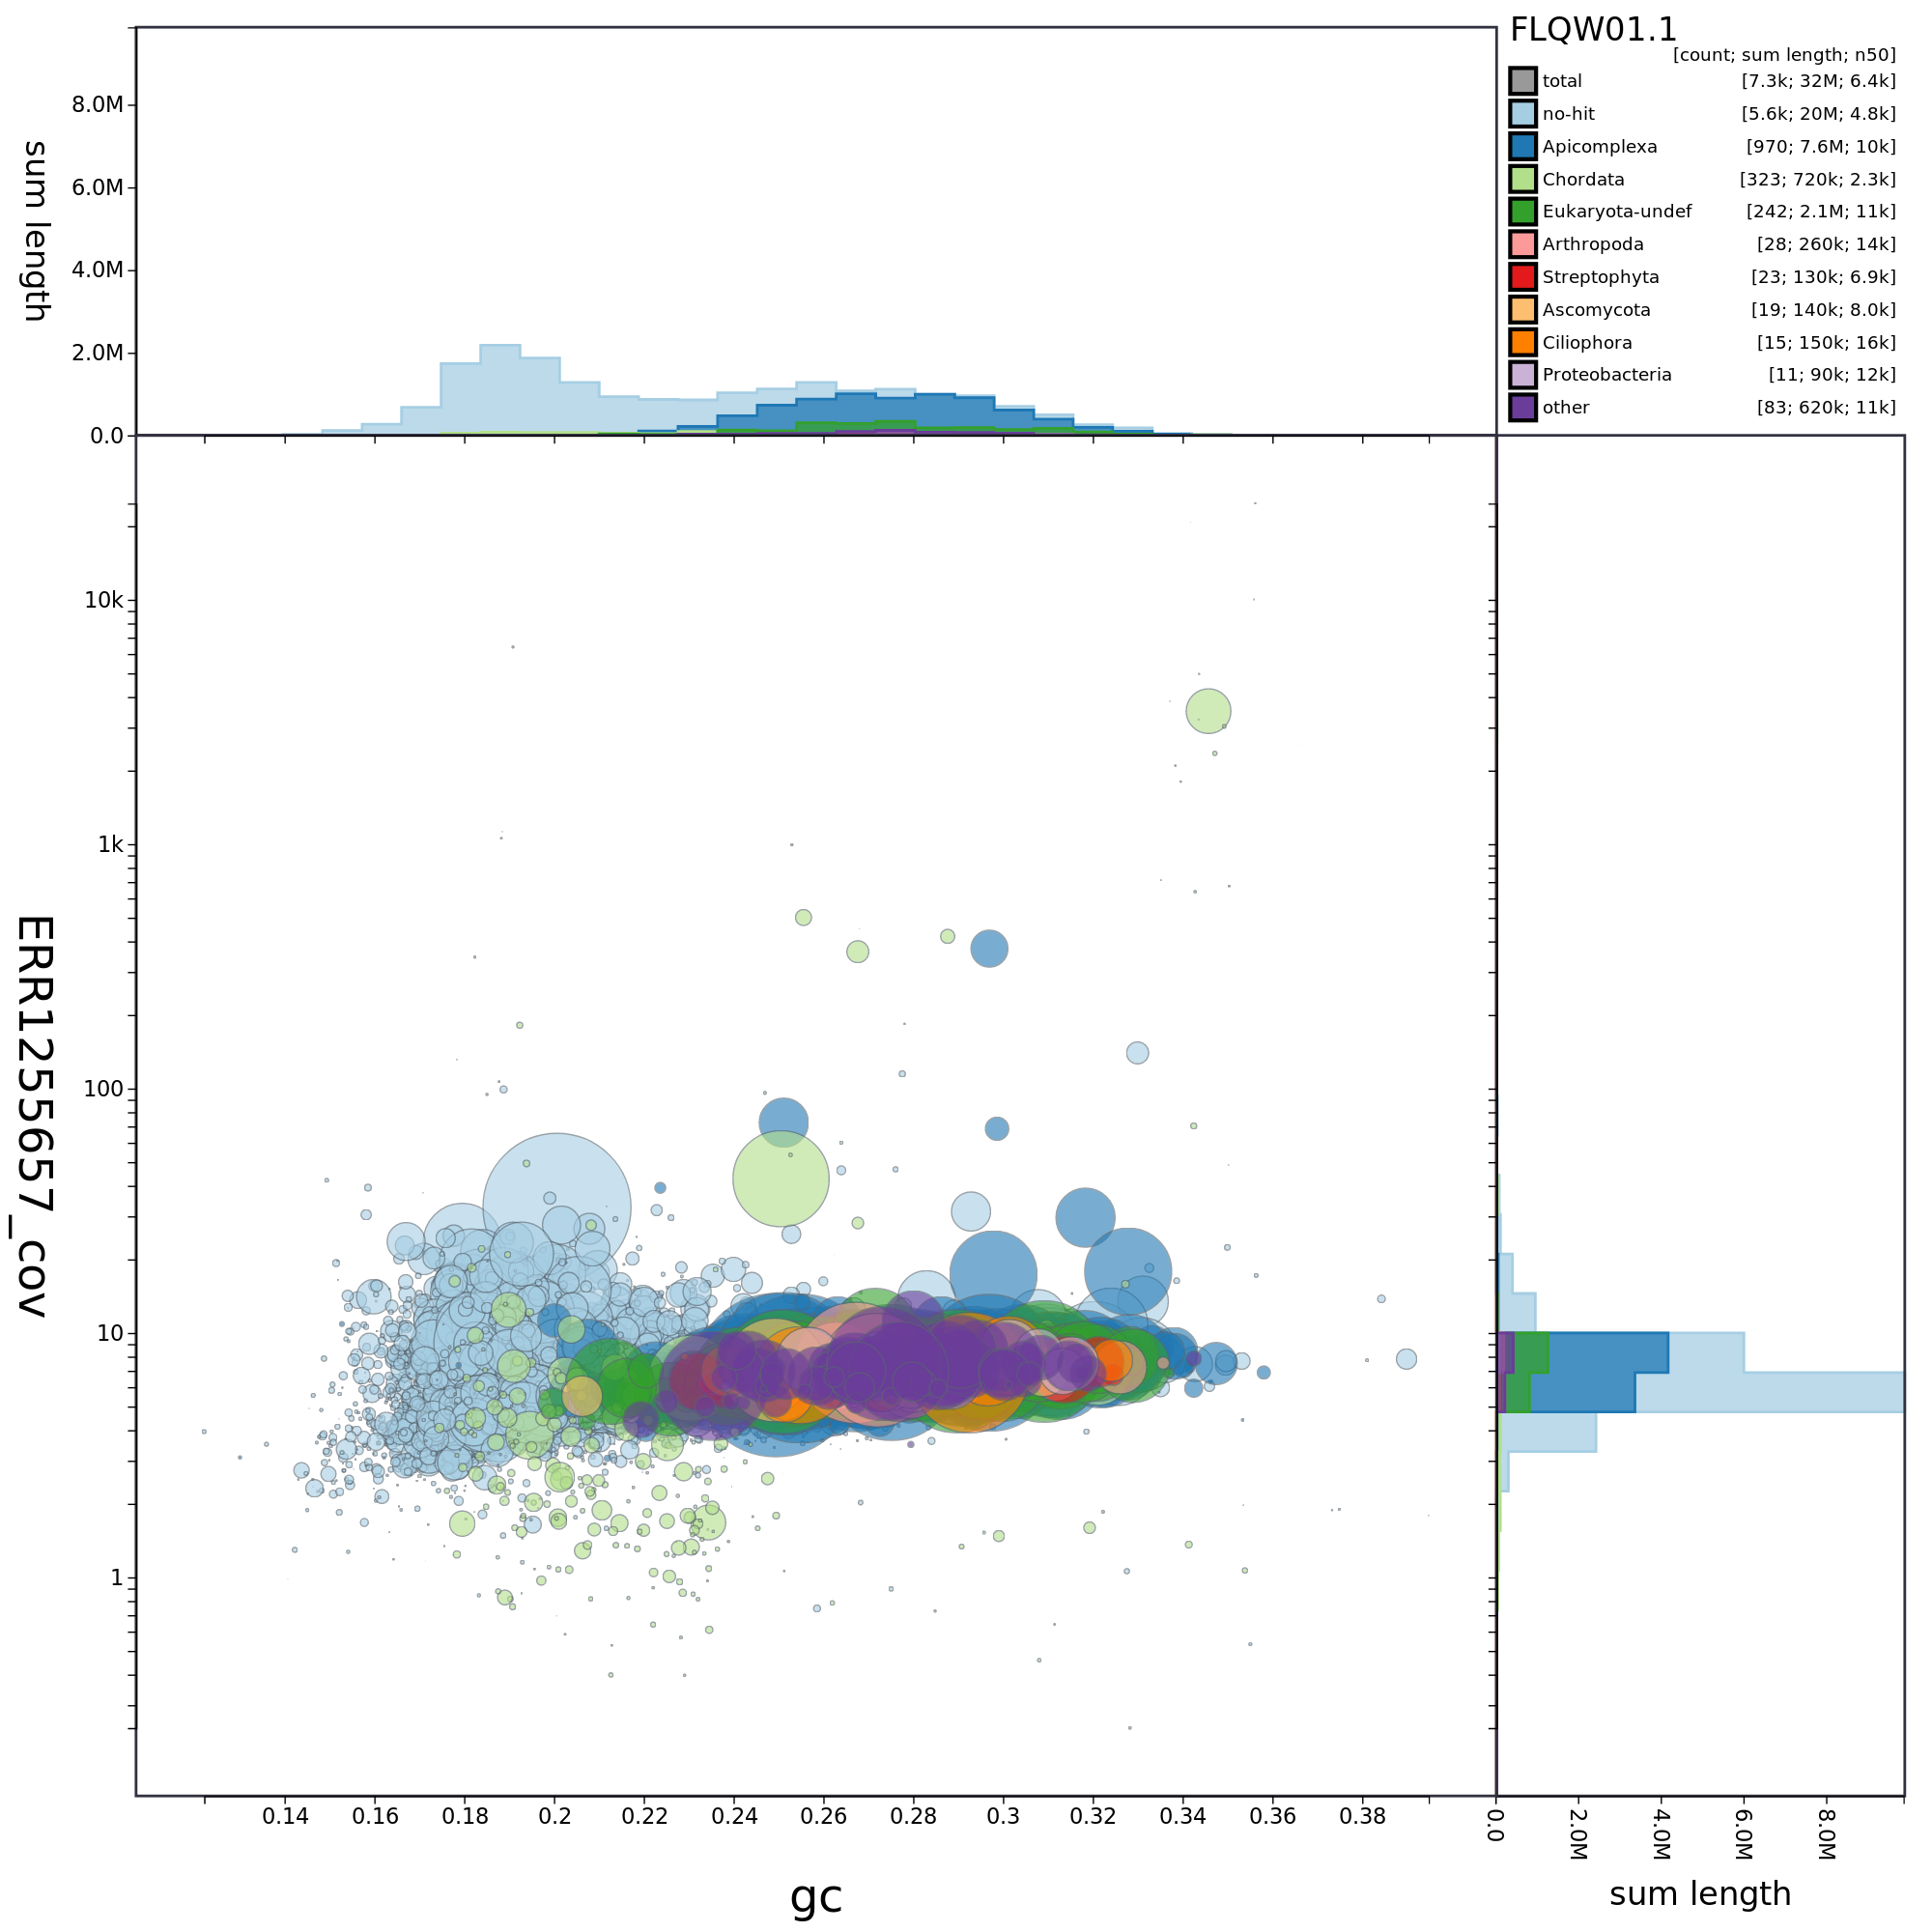 FLQW01.1
[count; sum length; n50]
total [7.3k; 32M; 6.4k]
no-hit [5.6k; 20M; 4.8k]
Apicomplexa [970; 7.6M; 10k]
Chordata [323; 720k; 2.3k]
Eukaryota-undef [242; 2.1M; 11k]
Arthropoda [28; 260k; 14k]
Streptophyta [23; 130k; 6.9k]
Ascomycota [19; 140k; 8.0k]
Ciliophora [15; 150k; 16k]
Proteobacteria [11; 90k; 12k]
other [83; 620k; 11k]
sum length
8.0M
6.0M
4.0M
2.0M
0.0
ERR1255657_cov
10k
1k
100
10
1
0.14 0.16 0.18 0.2 0.22 0.24 0.26 0.28 0.3 0.32 0.34 0.36 0.38
gc
0.0 2.0M 4.0M 6.0M 8.0M
sum length